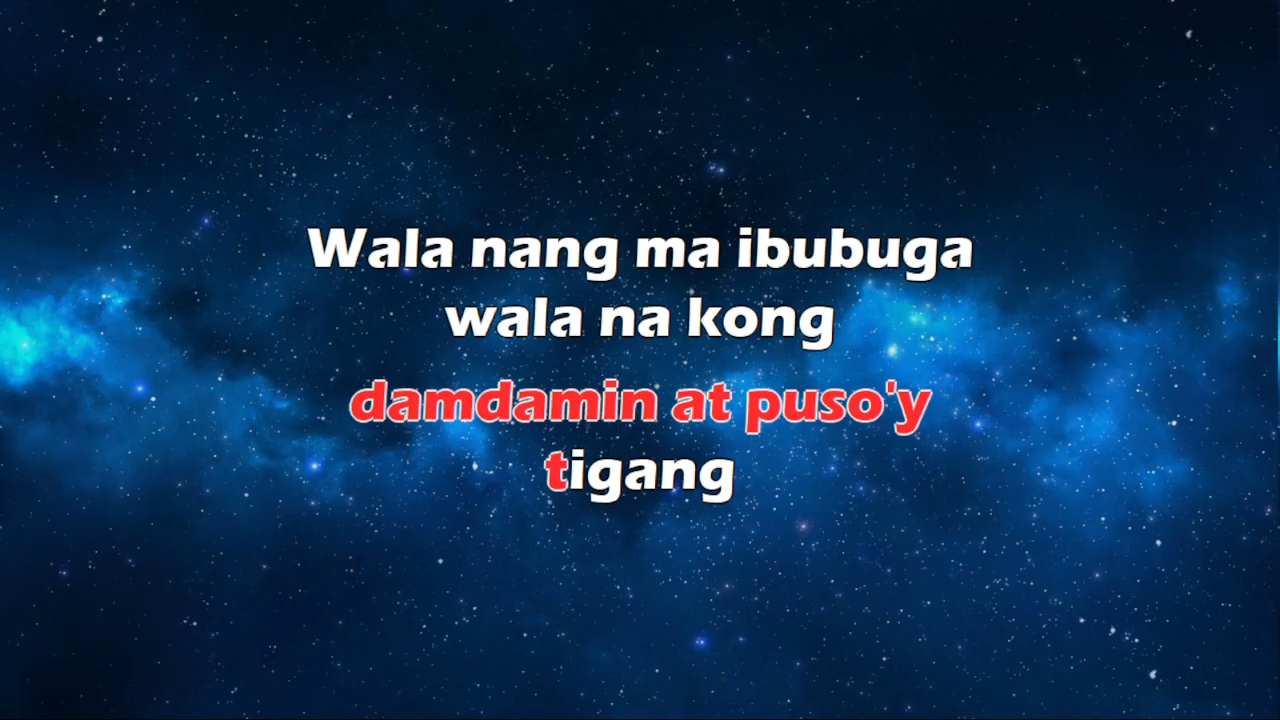 Wala nang ma ibubuga
wala na kong
damdamin at puso'y
tigang